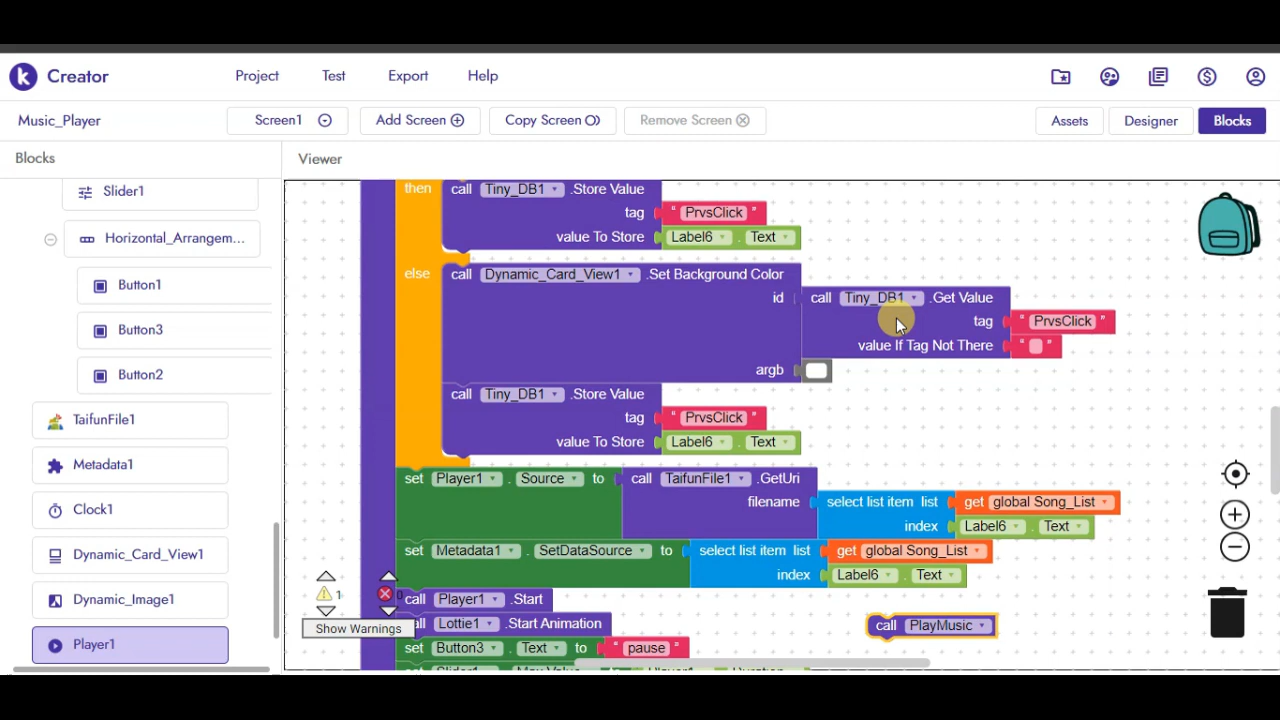 Creator
Project Test Export Help
Music_Player
Screen1
Add Screen
Copy Screen
Remove Screen
Assets
Designer
Blocks
Blocks
Viewer
Slider1
Horizontal_Arrangem...
Button1
Button3
Button2
TaifunFile1
Metadata1
Clock1
Dynamic_Card_View1
Dynamic_Image1
Player1
then call Tiny_DB1 .Store Value
tag " PrvsClick "
value To Store Label6 . Text
else call Dynamic_Card_View1 .Set Background Color
id call Tiny_DB1 .Get Value
tag " PrvsClick "
value If Tag Not There " "
argb
call Tiny_DB1 .Store Value
tag " PrvsClick "
value To Store Label6 . Text
set Player1 . Source to call TaifunFile1 .GetUri
filename select list item list get global Song_List
index Label6 . Text
set Metadata1 . SetDataSource to select list item list get global Song_List
index Label6 . Text
call Player1 .Start
call Lottie1 .Start Animation
set Button3 . Text to " pause "
1
0
Show Warnings
call PlayMusic